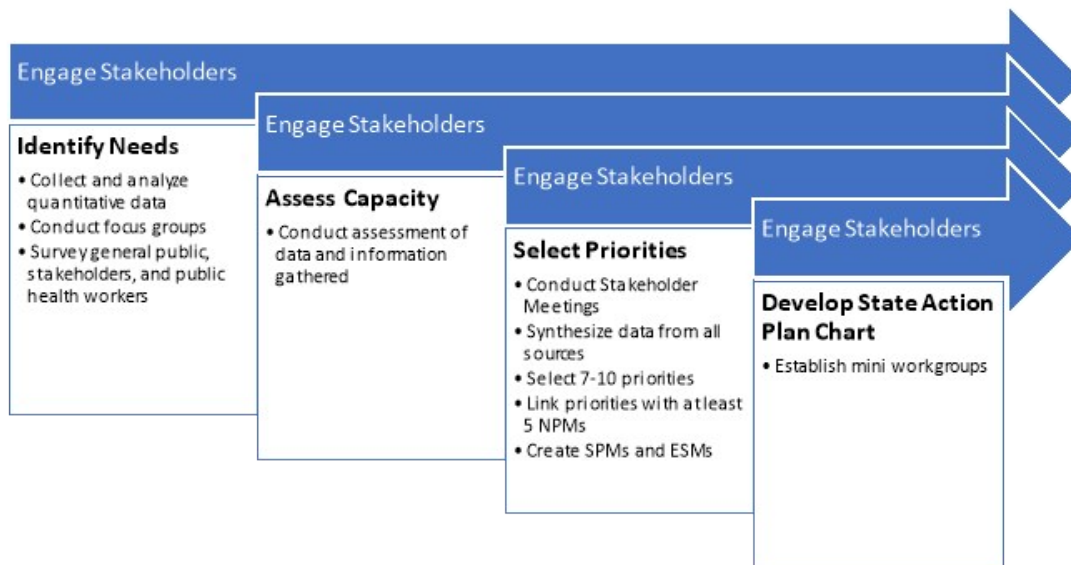 Engage Stakeholders
Identify Needs
• Collect and analyze
quantitative data
• Conduct focus groups
• Survey general public,
stakeholders, and public
health workers
Engage Stakeholders
Assess Capacity
• Conduct assessment of
data and information
gathered
Engage Stakeholders
Select Priorities
• Conduct Stakeholder
Meetings
• Synthesize data from all
sources
• Select 7-10 priorities
• Link priorities with at least
5 NPMs
• Create SPMs and ESMs
Engage Stakeholders
Develop State Action
Plan Chart
• Establish mini workgroups